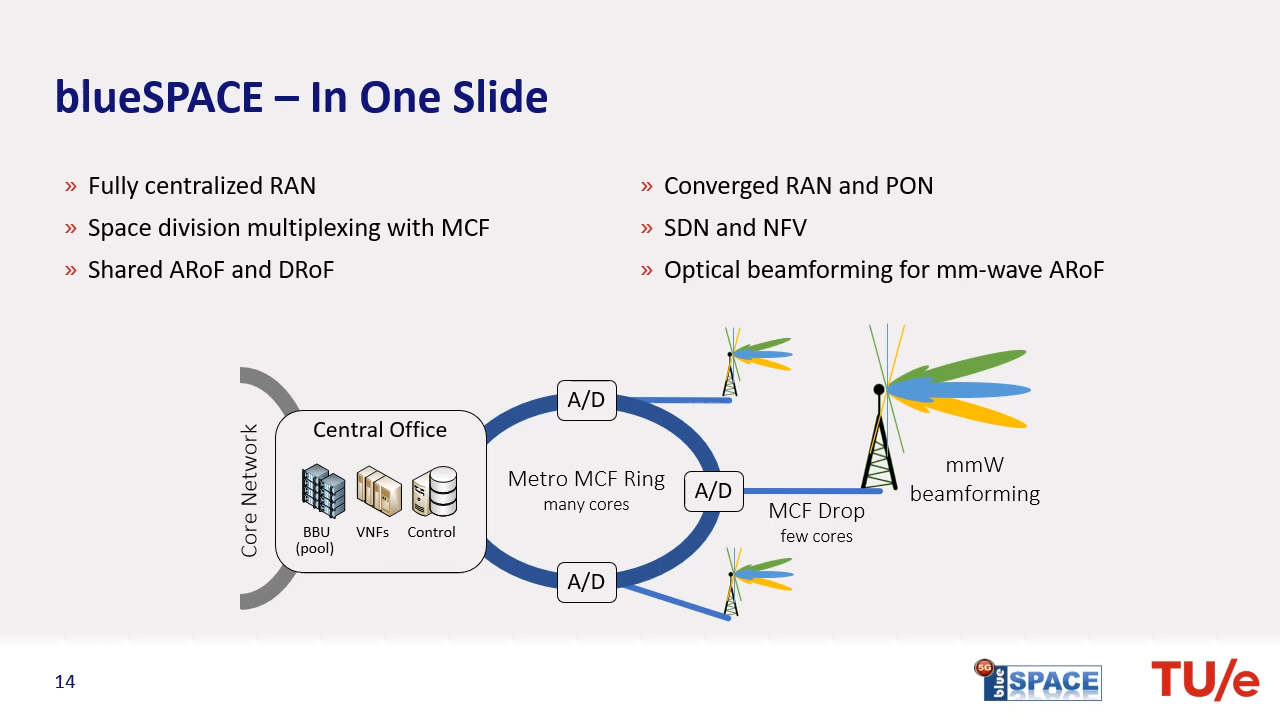 blueSPACE – In One Slide
» Fully centralized RAN
» Space division multiplexing with MCF
» Shared ARoF and DRoF
» Converged RAN and PON
» SDN and NFV
» Optical beamforming for mm-wave ARoF
Core Network
Central Office
BBU
(pool)
VNFs
Control
A/D
Metro MCF Ring
many cores
A/D
A/D
MCF Drop
few cores
mmW
beamforming
14
5G
blue
SPACE
TU/e